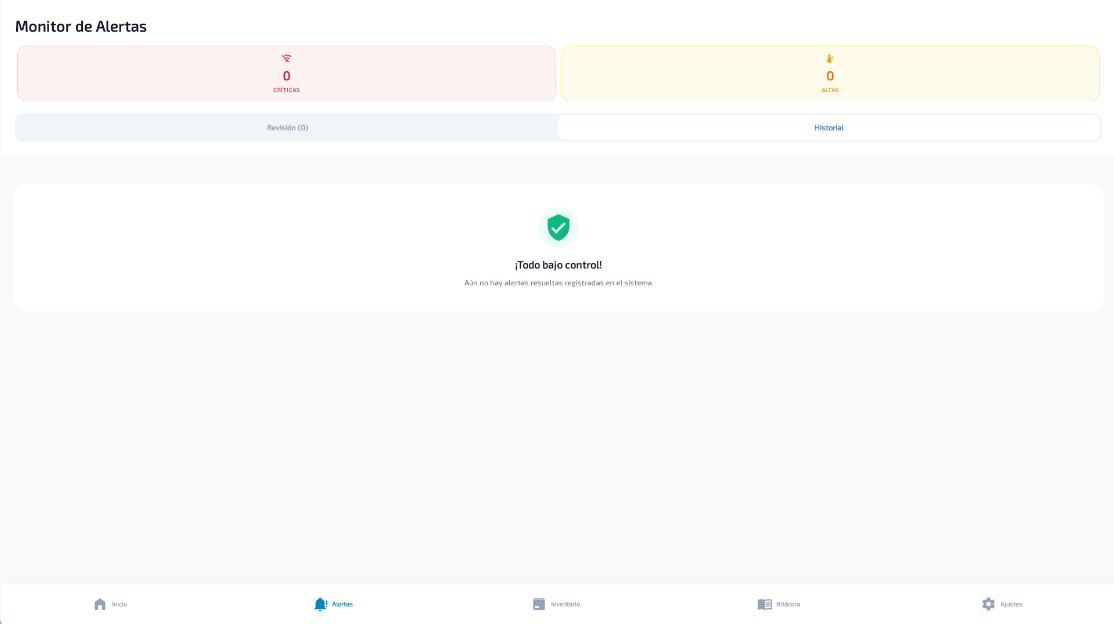 Monitor de Alertas
0
CRÍTICAS
0
ALTAS
Revisión (0)
Historial
¡Todo bajo control!
Aún no hay alertas resueltas registradas en el sistema.
Inicio
Alertas
Inventario
Bitácora
Ajustes